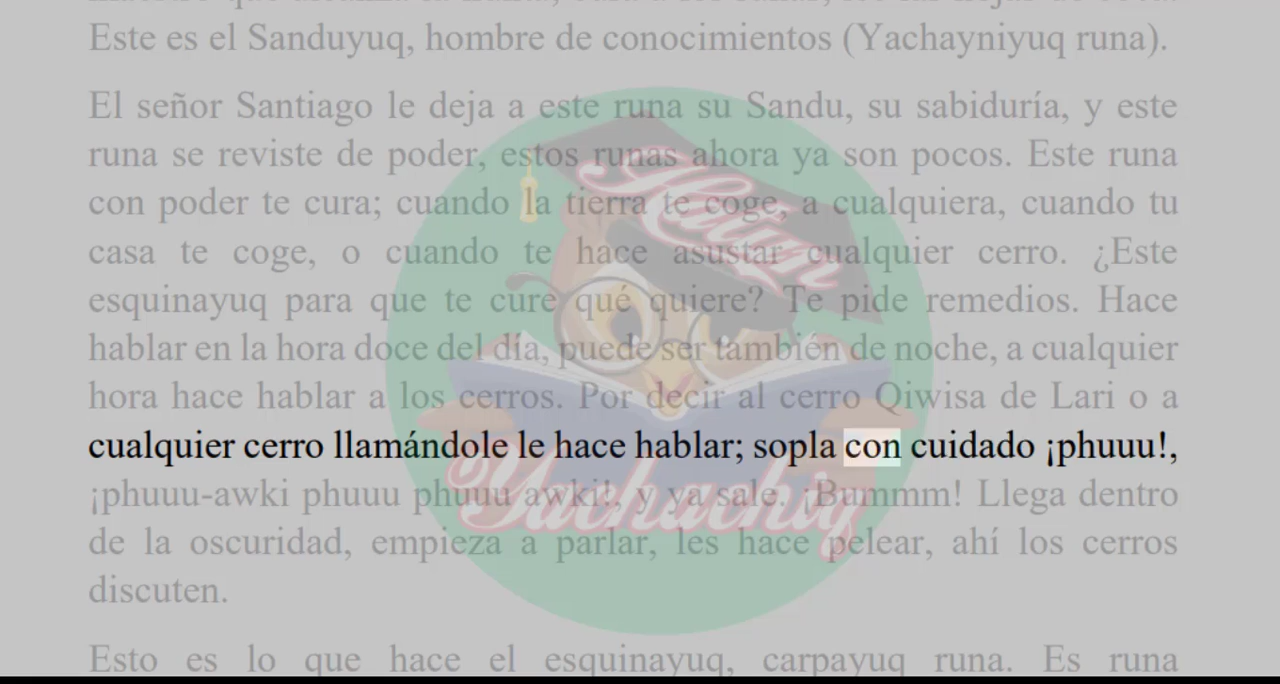 Este es el Sanduyuq, hombre de conocimientos (Yachayniyuq runa).
El señor Santiago le deja a este runa su Sandu, su sabiduría, y este
runa se reviste de poder, estos runas ahora ya son pocos. Este runa
con poder te cura; cuando la tierra te coge, a cualquiera, cuando tu
casa te coge, o cuando te hace asustar cualquier cerro. ¿Este
esquinayuq para que te cure qué quiere? Te pide remedios. Hace
hablar en la hora doce del día, puede ser también de noche, a cualquier
hora hace hablar a los cerros. Por decir al cerro Qiwisa de Lari o a
cualquier cerro llamándole le hace hablar; sopla con cuidado ¡phuuu!,
¡phuuu-awki phuuu phuuu awki!, y ya sale. ¡Bummm! Llega dentro
de la oscuridad, empieza a parlar, les hace pelear, ahí los cerros
discuten.
Esto es lo que hace el esquinayuq, carpayuq runa. Es runa
Hatun
Yachachiq